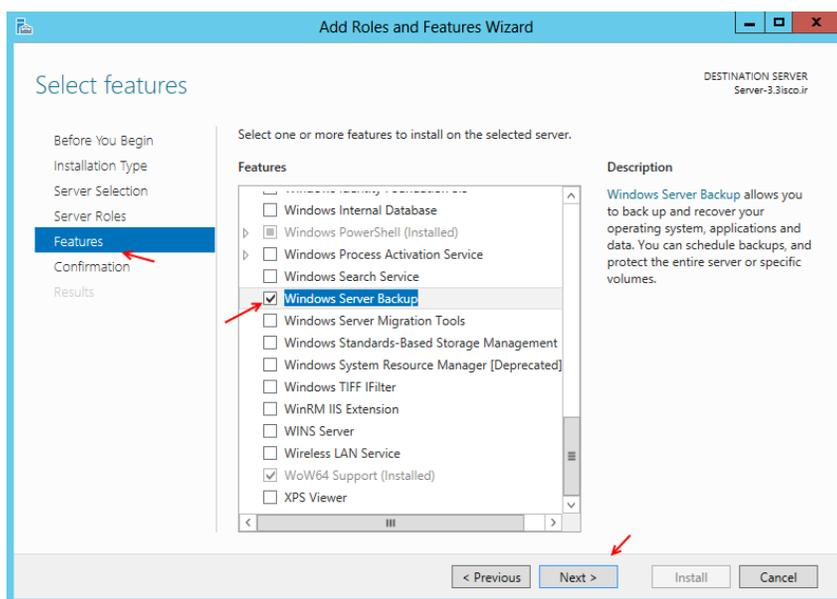 Add Roles and Features Wizard
Select features
DESTINATION SERVER
Server-3.3isco.ir
Before You Begin
Installation Type
Server Selection
Server Roles
Features
Confirmation
Results
Select one or more features to install on the selected server.
Features
Windows Internal Database
Windows PowerShell (Installed)
Windows Process Activation Service
Windows Search Service
Windows Server Backup
Windows Server Migration Tools
Windows Standards-Based Storage Management
Windows System Resource Manager [Deprecated]
Windows TIFF IFilter
WinRM IIS Extension
WINS Server
Wireless LAN Service
WoW64 Support (Installed)
XPS Viewer
Description
Windows Server Backup allows you
to back up and recover your
operating system, applications and
data. You can schedule backups, and
protect the entire server or specific
volumes.
< Previous
Next >
Install
Cancel